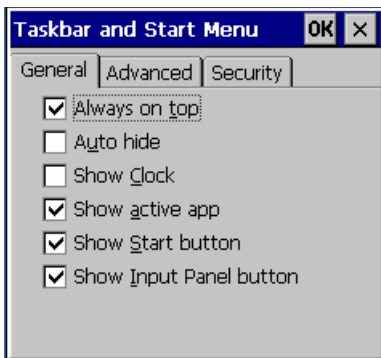 Taskbar and Start Menu OK ×
General Advanced Security
Always on top
Auto hide
Show Clock
Show active app
Show Start button
Show Input Panel button